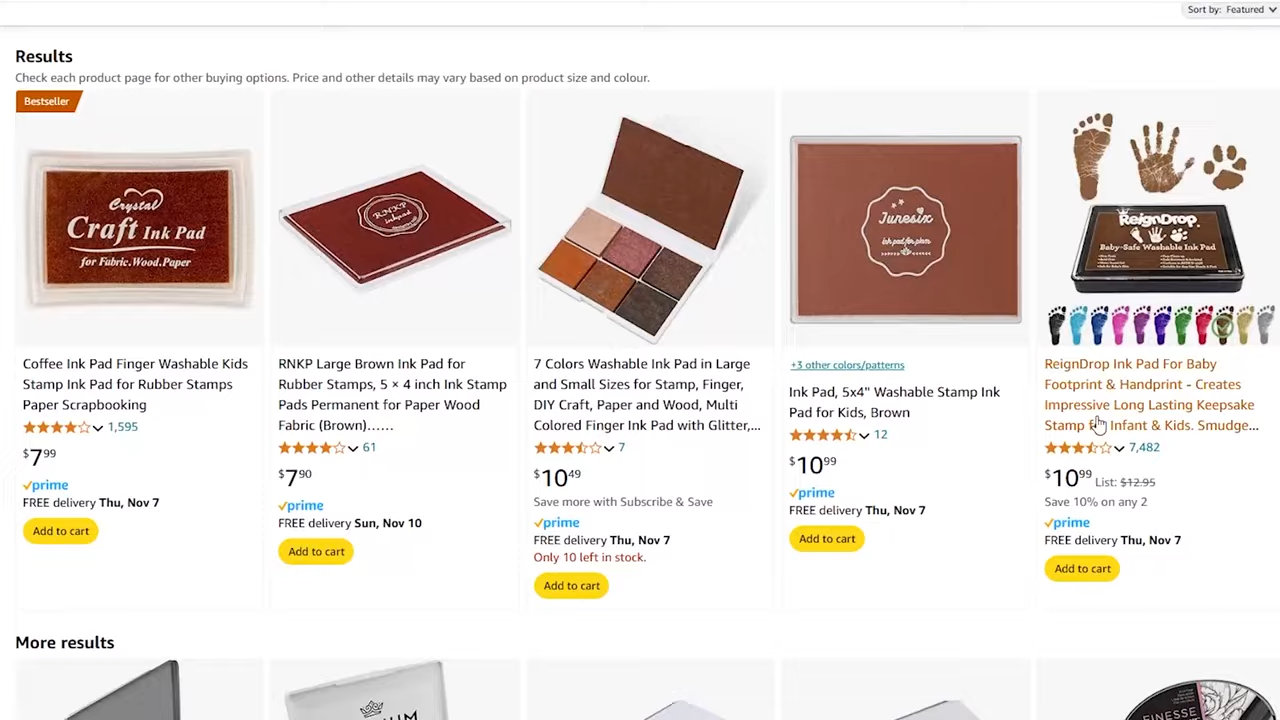 Sort by: Featured
Results
Check each product page for other buying options. Price and other details may vary based on product size and colour.
Bestseller
Crystal
Craft Ink Pad
for Fabric.Wood.Paper
Coffee Ink Pad Finger Washable Kids
Stamp Ink Pad for Rubber Stamps
Paper Scrapbooking
1,595
$7.99
prime
FREE delivery Thu, Nov 7
Add to cart
RNKP
inkpad
RNKP Large Brown Ink Pad for
Rubber Stamps, 5 × 4 inch Ink Stamp
Pads Permanent for Paper Wood
Fabric (Brown)......
61
$7.90
prime
FREE delivery Sun, Nov 10
Add to cart
7 Colors Washable Ink Pad in Large
and Small Sizes for Stamp, Finger,
DIY Craft, Paper and Wood, Multi
Colored Finger Ink Pad with Glitter,...
7
$10.49
Save more with Subscribe & Save
prime
FREE delivery Thu, Nov 7
Only 10 left in stock.
Add to cart
Junesix
+3 other colors/patterns
Ink Pad, 5x4" Washable Stamp Ink
Pad for Kids, Brown
12
$10.99
prime
FREE delivery Thu, Nov 7
Add to cart
ReignDrop
Baby-Safe Washable Ink Pad
ReignDrop Ink Pad For Baby
Footprint & Handprint - Creates
Impressive Long Lasting Keepsake
Stamp Infant & Kids. Smudge...
7,482
$10.99 List: $12.95
Save 10% on any 2
prime
FREE delivery Thu, Nov 7
Add to cart
More results
FINESSE